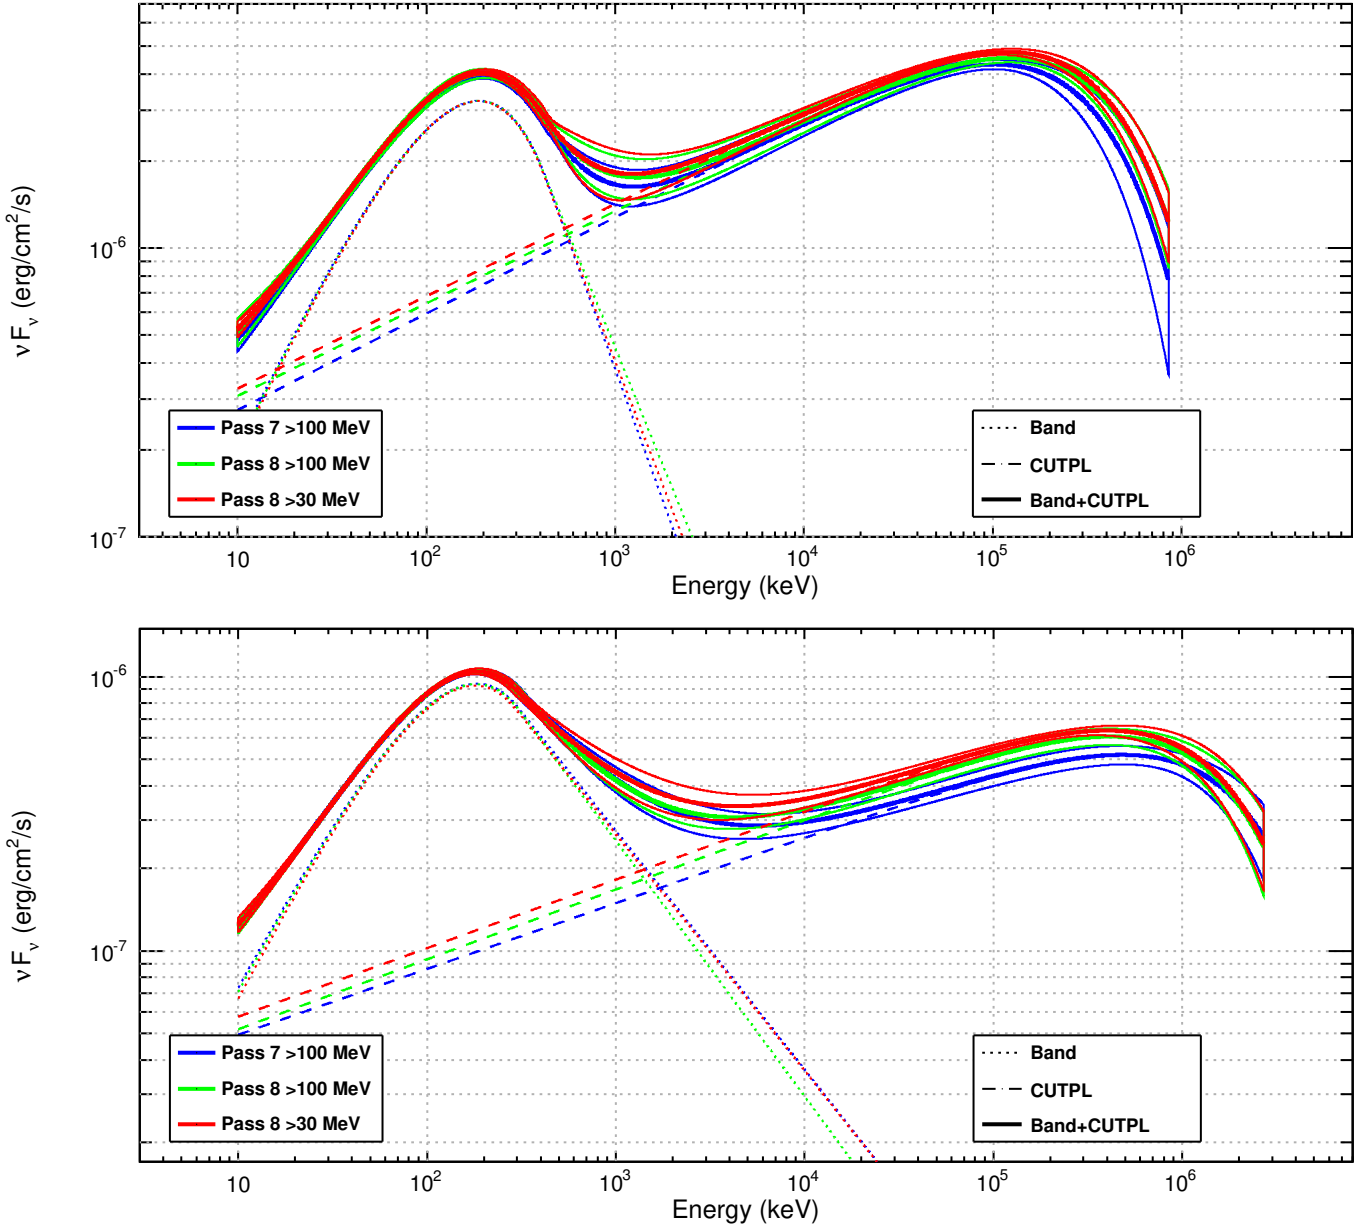 ν F_ν (erg/cm²/s)
10⁻⁶
10⁻⁷
Pass 7 >100 MeV
Pass 8 >100 MeV
Pass 8 >30 MeV
Band
CUTPL
Band+CUTPL
10 10² 10³ 10⁴ 10⁵ 10⁶
Energy (keV)
ν F_ν (erg/cm²/s)
10⁻⁶
10⁻⁷
Pass 7 >100 MeV
Pass 8 >100 MeV
Pass 8 >30 MeV
Band
CUTPL
Band+CUTPL
10 10² 10³ 10⁴ 10⁵ 10⁶
Energy (keV)